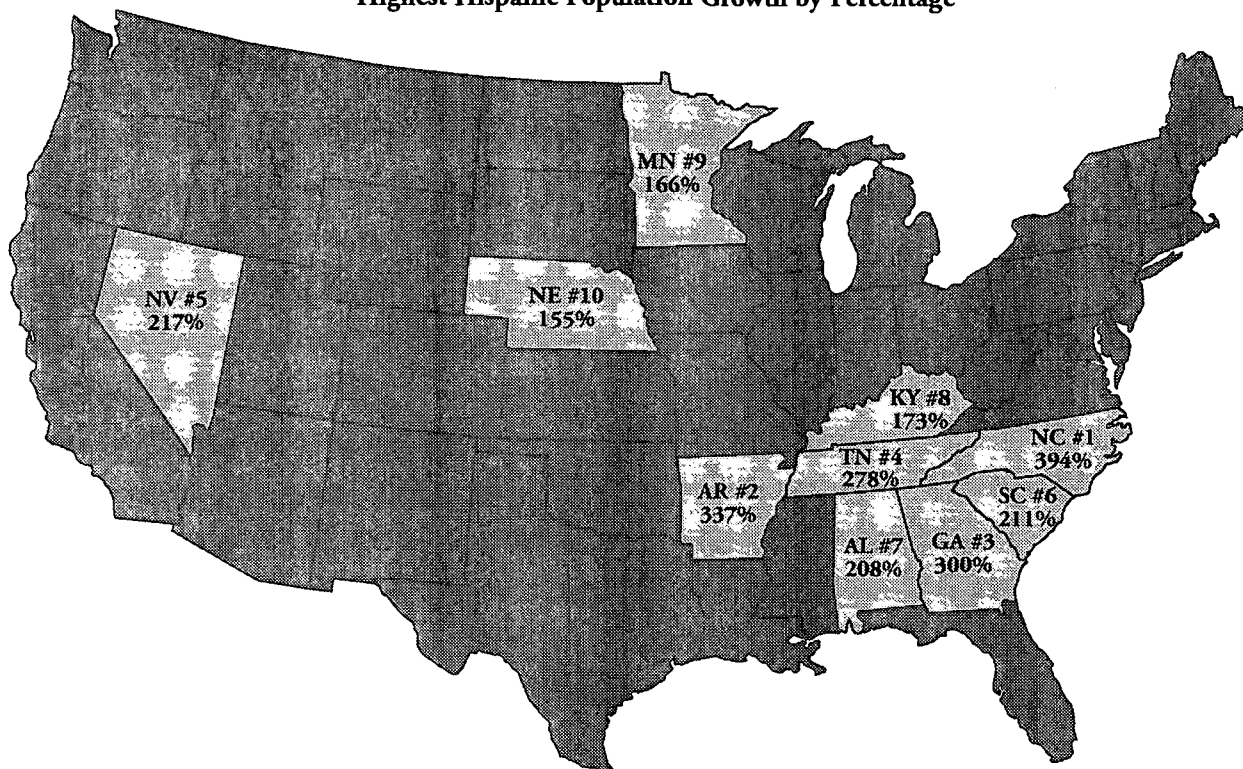 Highest Hispanic Population Growth by Percentage
MN #9
166%
NV #5
217%
NE #10
155%
KY #8
173%
NC #1
394%
TN #4
278%
AR #2
337%
SC #6
211%
AL #7
208%
GA #3
300%